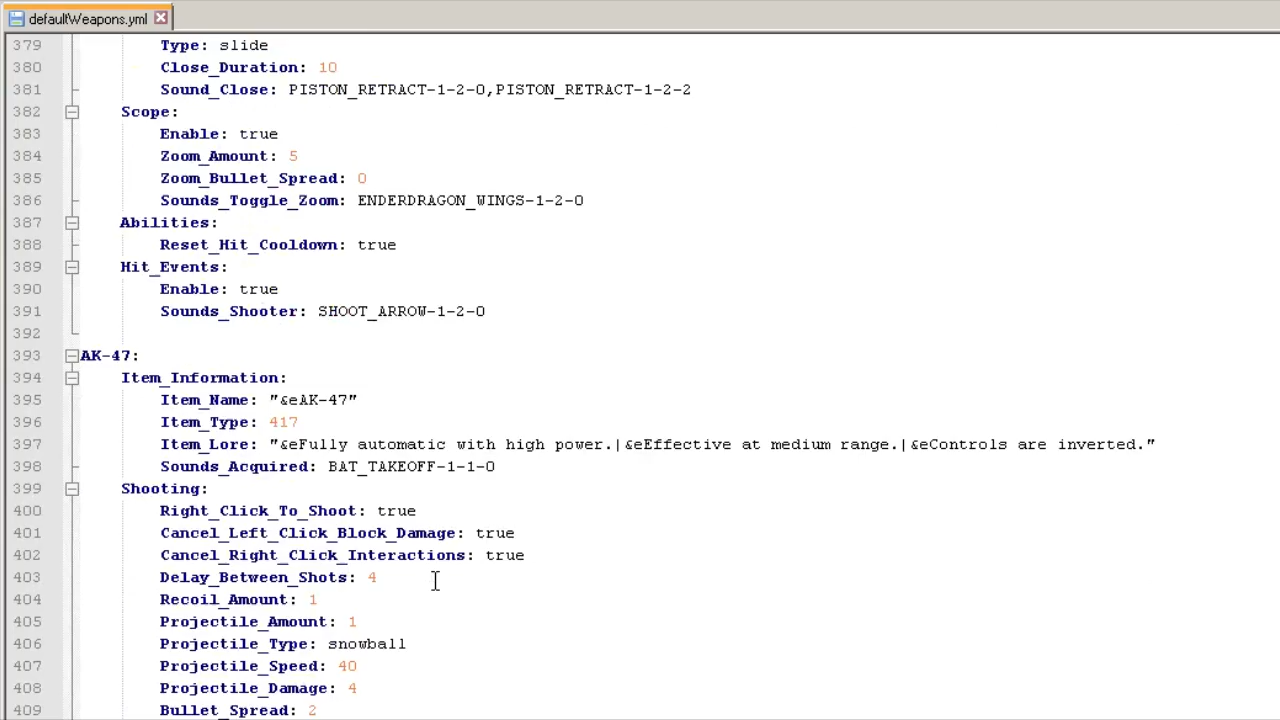 defaultWeapons.yml
379 Type: slide
380 Close_Duration: 10
381 Sound_Close: PISTON_RETRACT-1-2-0,PISTON_RETRACT-1-2-2
382 Scope:
383 Enable: true
384 Zoom_Amount: 5
385 Zoom_Bullet_Spread: 0
386 Sounds_Toggle_Zoom: ENDERDRAGON_WINGS-1-2-0
387 Abilities:
388 Reset_Hit_Cooldown: true
389 Hit_Events:
390 Enable: true
391 Sounds_Shooter: SHOOT_ARROW-1-2-0
392
393 AK-47:
394 Item_Information:
395 Item_Name: "&eAK-47"
396 Item_Type: 417
397 Item_Lore: "&eFully automatic with high power.|&eEffective at medium range.|&eControls are inverted."
398 Sounds_Acquired: BAT_TAKEOFF-1-1-0
399 Shooting:
400 Right_Click_To_Shoot: true
401 Cancel_Left_Click_Block_Damage: true
402 Cancel_Right_Click_Interactions: true
403 Delay_Between_Shots: 4
404 Recoil_Amount: 1
405 Projectile_Amount: 1
406 Projectile_Type: snowball
407 Projectile_Speed: 40
408 Projectile_Damage: 4
409 Bullet_Spread: 2